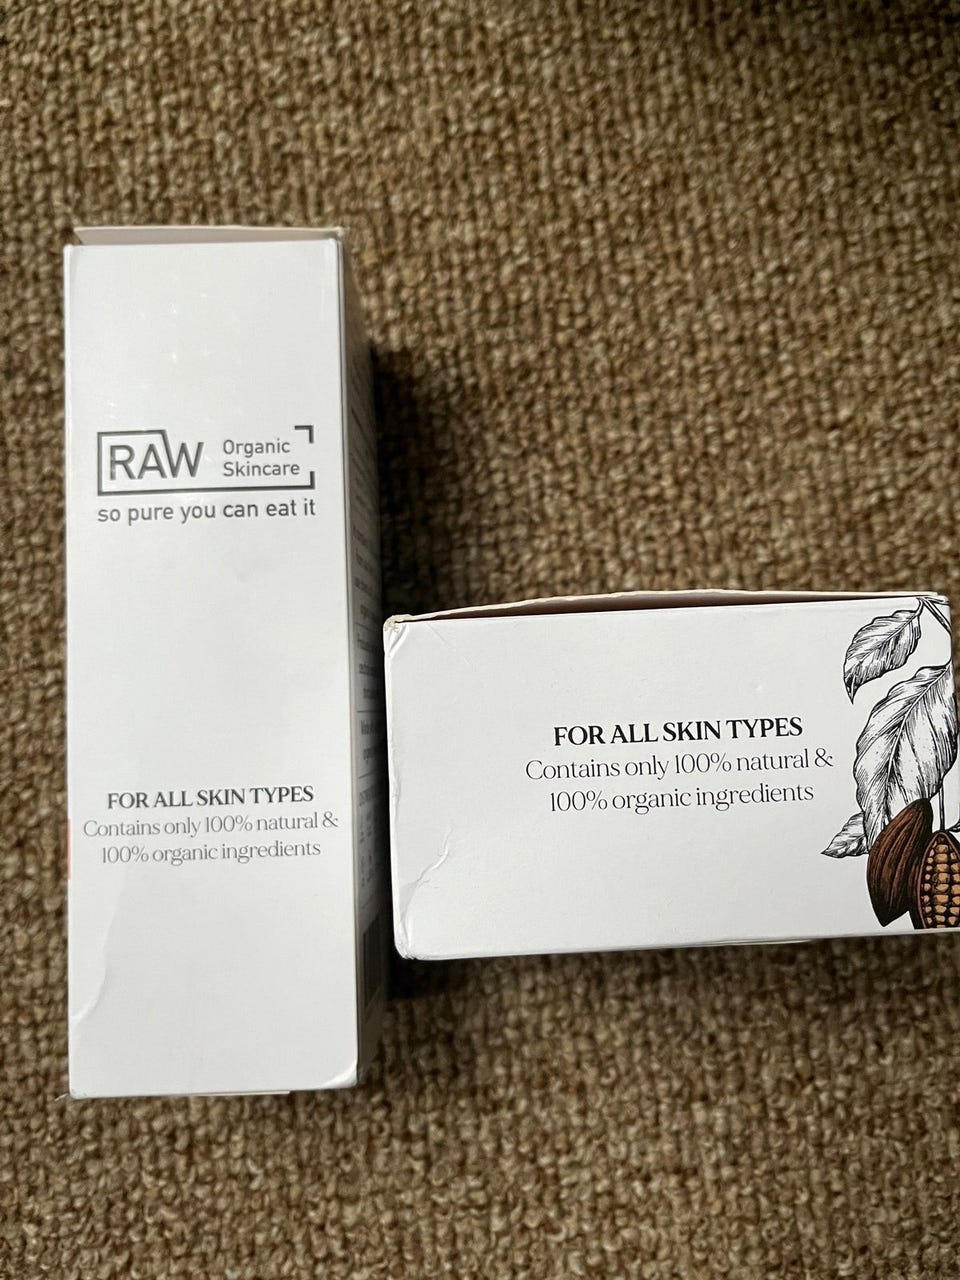 RAW Organic
Skincare
so pure you can eat it
FOR ALL SKIN TYPES
Contains only 100% natural &
100% organic ingredients
FOR ALL SKIN TYPES
Contains only 100% natural &
100% organic ingredients